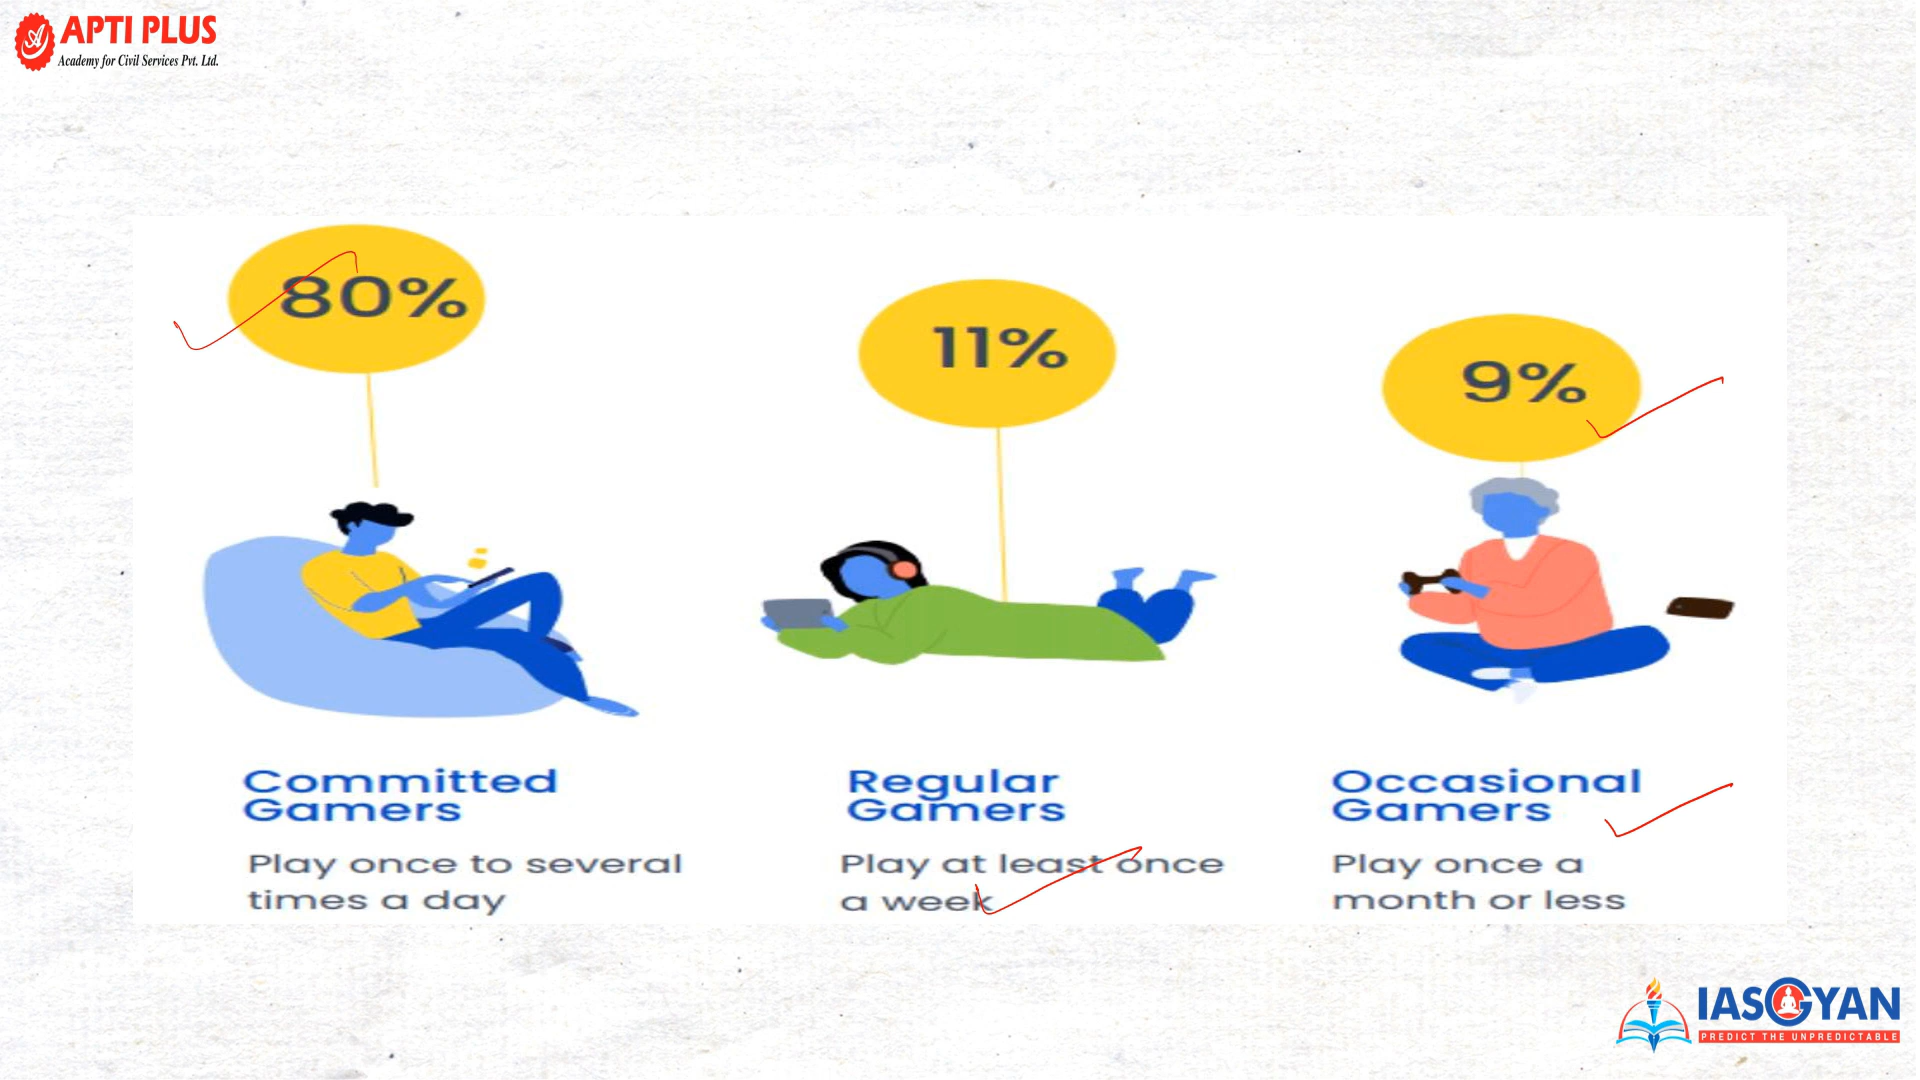 APTI PLUS
Academy for Civil Services Pvt. Ltd.
80%
11%
9%
Committed
Gamers
Play once to several
times a day
Regular
Gamers
Play at least once
a week
Occasional
Gamers
Play once a
month or less
IASGYAN
PREDICT THE UNPREDICTABLE